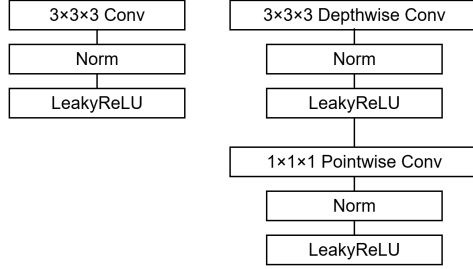 3×3×3 Conv
Norm
LeakyReLU
3×3×3 Depthwise Conv
Norm
LeakyReLU
1×1×1 Pointwise Conv
Norm
LeakyReLU